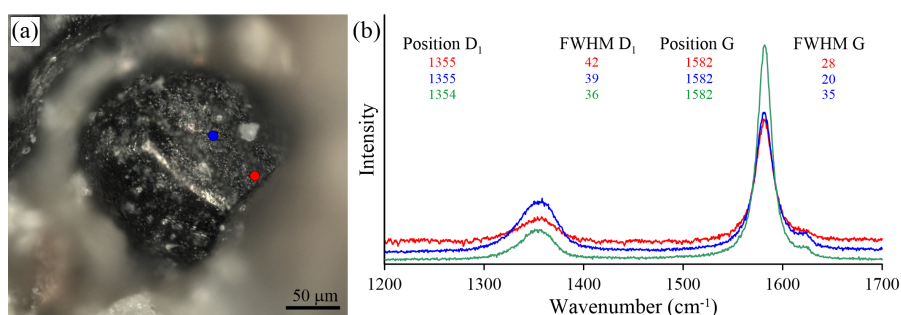 (a)
50 μm
(b)
Position D1 FWHM D1 Position G FWHM G
1355 42 1582 28
1355 39 1582 20
1354 36 1582 35
Intensity
1200 1300 1400 1500 1600 1700
Wavenumber (cm-1)